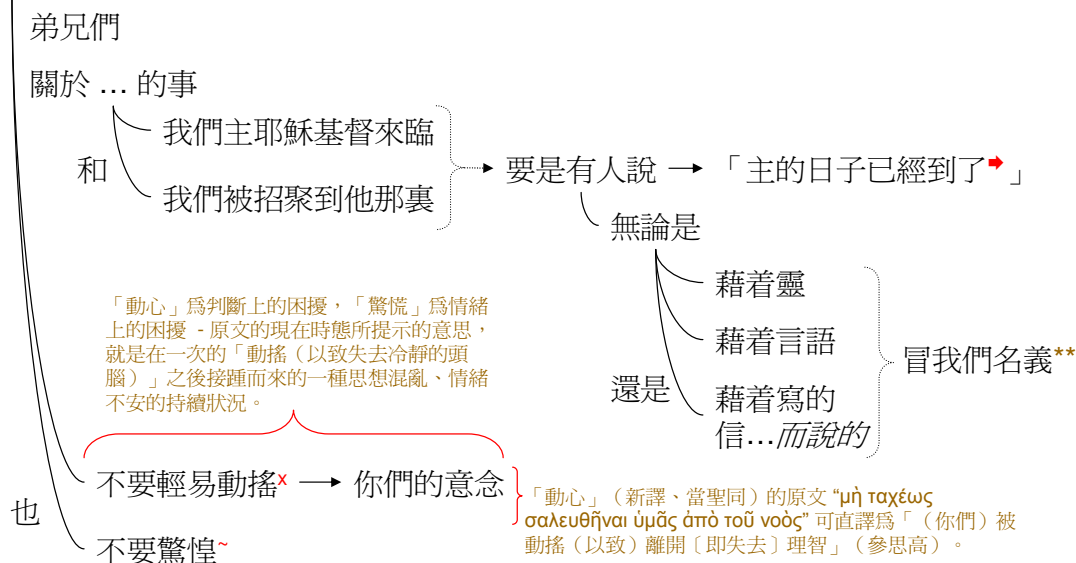 弟兄們
關於 … 的事
我們主耶穌基督來臨
和
我們被招聚到他那裏
要是有人說
「主的日子已經到了➡」
無論是
藉着靈
藉着言語
還是
藉着寫的
信…而說的
冒我們名義**
「動心」爲判斷上的困擾，「驚慌」爲情緒
上的困擾 - 原文的現在時態所提示的意思，
就是在一次的「動搖（以致失去冷靜的頭
腦）」之後接踵而來的一種思想混亂、情緒
不安的持續狀況。
不要輕易動搖x
你們的意念
「動心」（新譯、當聖同）的原文 “μὴ ταχέως
σαλευθῆναι ὑμᾶς ἀπὸ τοῦ νοὸς” 可直譯爲「（你們）被
動搖（以致）離開〔即失去〕理智」（參思高）。
也
不要驚惶~